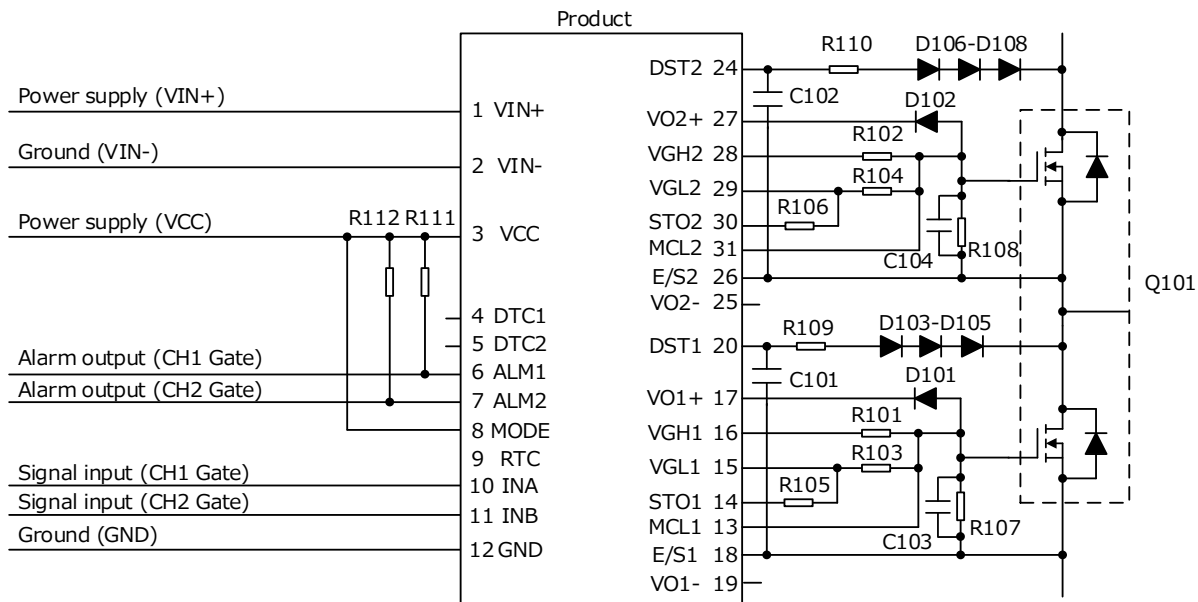 Product
Power supply (VIN+)
1 VIN+
Ground (VIN-)
2 VIN-
Power supply (VCC)
R112 R111
3 VCC
4 DTC1
5 DTC2
Alarm output (CH1 Gate)
6 ALM1
Alarm output (CH2 Gate)
7 ALM2
8 MODE
9 RTC
Signal input (CH1 Gate)
10 INA
Signal input (CH2 Gate)
11 INB
Ground (GND)
12 GND
R110 D106-D108
DST2 24
C102
D102
VO2+ 27
R102
VGH2 28
R104
VGL2 29
R106
STO2 30
MCL2 31
C104 R108
E/S2 26
VO2- 25
Q101
R109 D103-D105
DST1 20
C101
D101
VO1+ 17
R101
VGH1 16
R103
VGL1 15
R105
STO1 14
MCL1 13
C103 R107
E/S1 18
VO1- 19